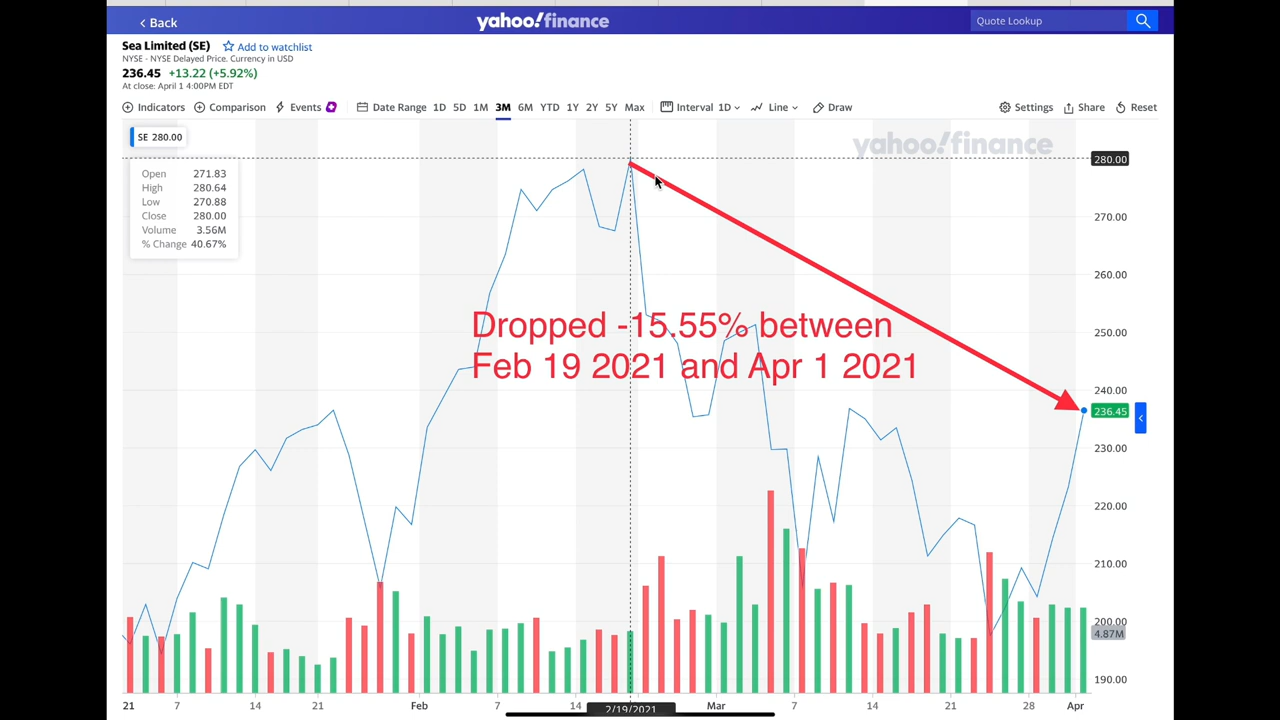 Back
yahoo!finance
Quote Lookup
Sea Limited (SE) Add to watchlist
NYSE - NYSE Delayed Price. Currency in USD
236.45 +13.22 (+5.92%)
At close: April 1 4:00PM EDT
Indicators Comparison Events Date Range 1D 5D 1M 3M 6M YTD 1Y 2Y 5Y Max Interval 1D Line Draw Settings Share Reset
SE 280.00
yahoo!finance
280.00
Open 271.83
High 280.64
Low 270.88
Close 280.00
Volume 3.56M
% Change 40.67%
270.00
260.00
250.00
Dropped -15.55% between
Feb 19 2021 and Apr 1 2021
240.00
236.45
230.00
220.00
210.00
200.00
4.87M
190.00
21 7 14 21 Feb 7 14 2/19/2021 Mar 7 14 21 28 Apr